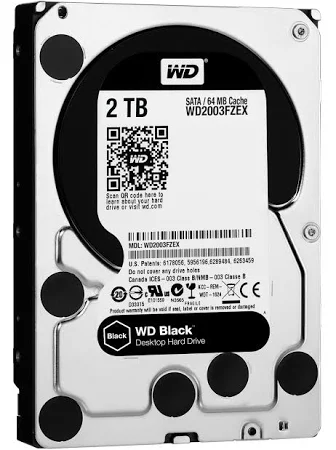 WD
2 TB
SATA / 64 MB Cache
WD2003FZEX
WD
Scan QR code here to
learn about your hard
drive or visit wd.com
MDL: WD2003FZEX
U.S. Patents: 6178056, 5956196, 6289484, 6263459
Do not cover any drive holes
Canada ICES - 003 Class B/NMB - 003 Classe B
Product warranty will be void if seal, label or cover is removed or damaged
Black
WD Black
Desktop Hard Drive